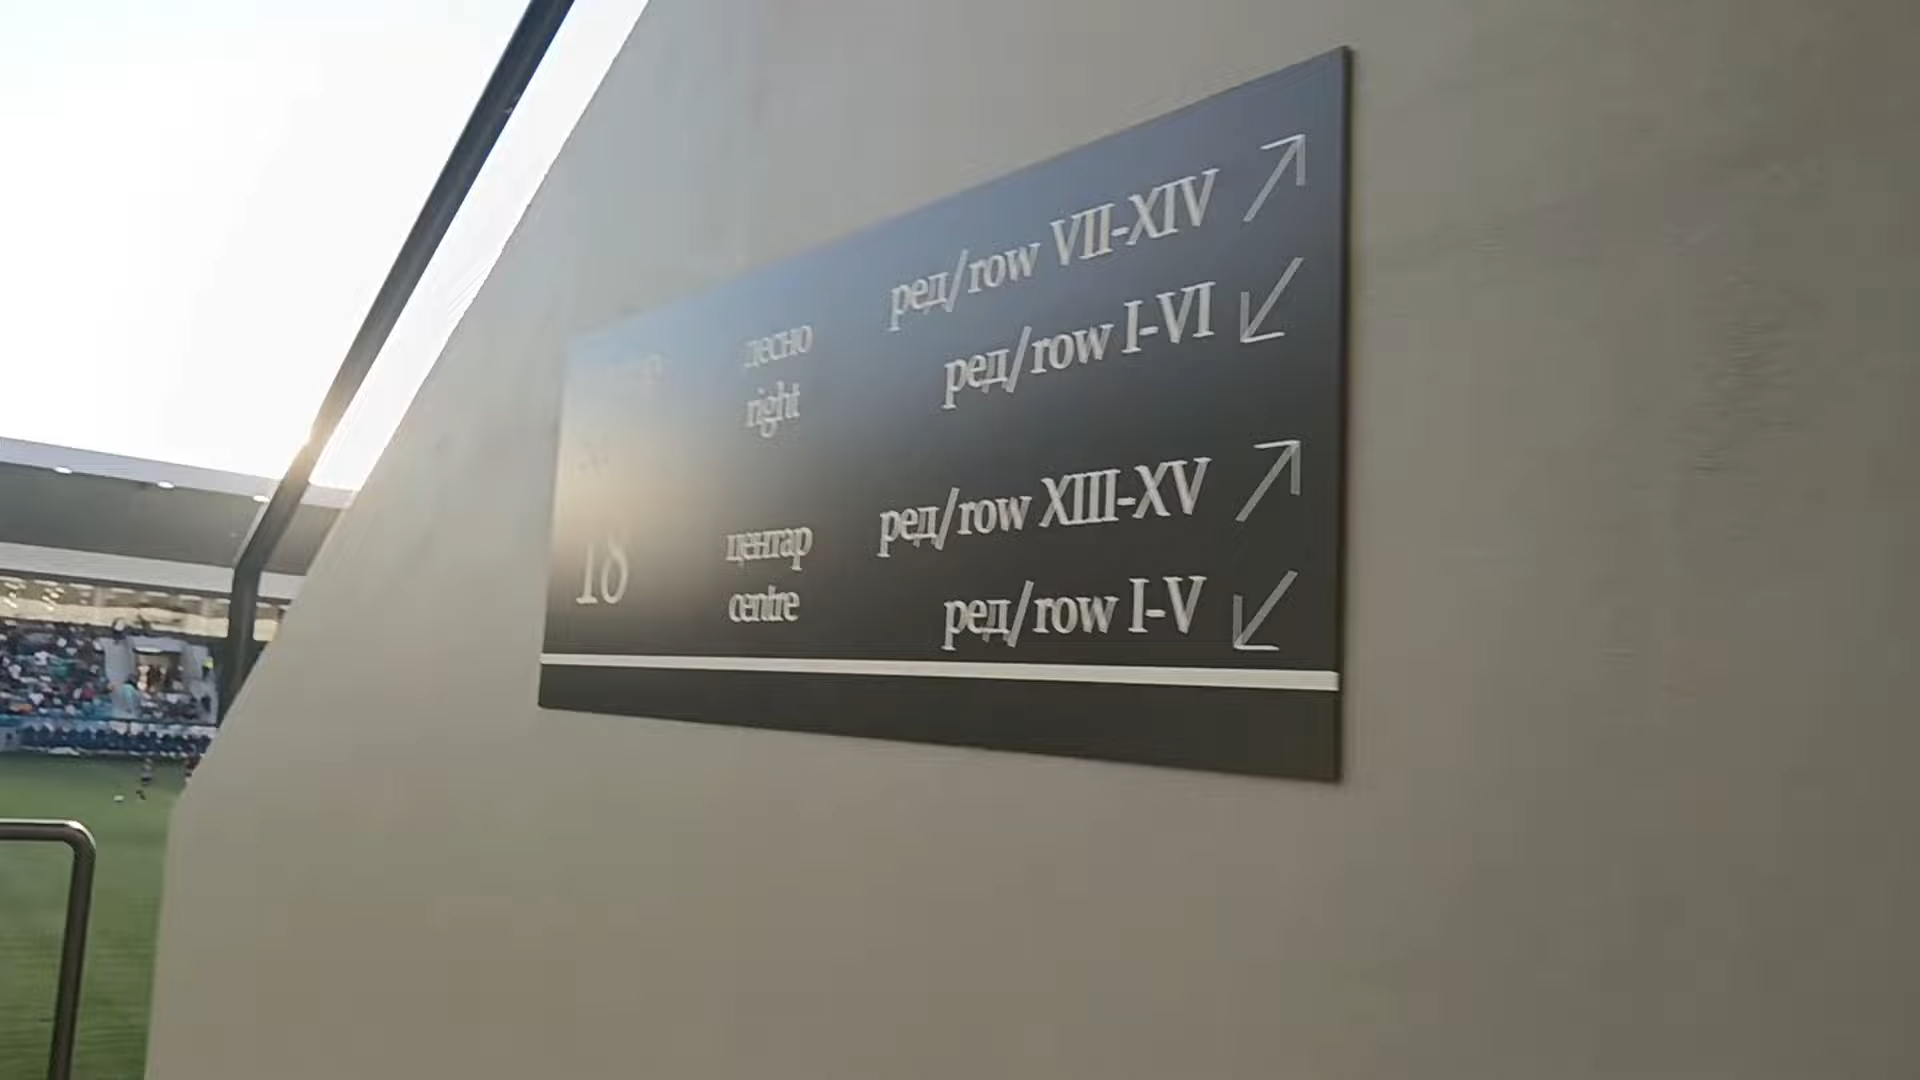 десно
right
ред/row VII-XIV
ред/row I-VI
18
центар
centre
ред/row XIII-XV
ред/row I-V